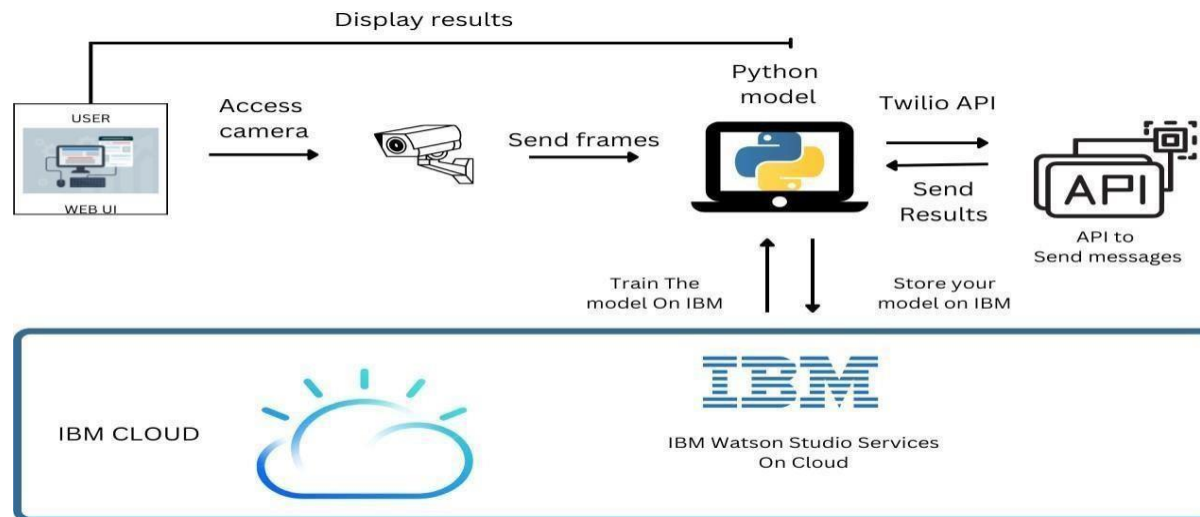 Display results
USER
WEB UI
Access
camera
Send frames
Python
model
Twilio API
Send
Results
API
API to
Send messages
Train The
model On IBM
Store your
model on IBM
IBM CLOUD
IBM
IBM Watson Studio Services
On Cloud